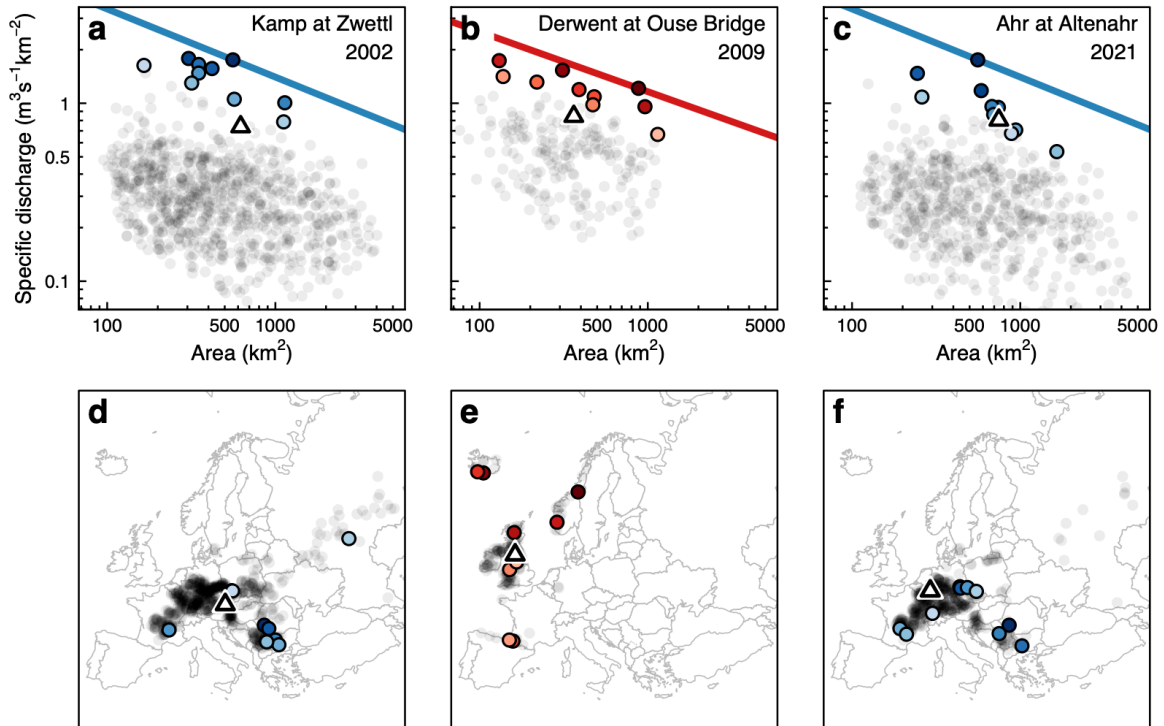 a
Kamp at Zwettl
2002
b
Derwent at Ouse Bridge
2009
c
Ahr at Altenahr
2021
Specific discharge (m³s⁻¹km⁻²)
1
0.5
0.1
100 500 1000 5000
100 500 1000 5000
100 500 1000 5000
Area (km²)
Area (km²)
Area (km²)
d
e
f